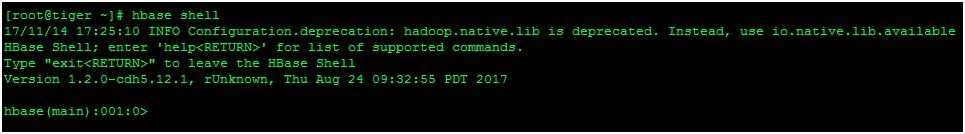 [root@tiger ~]# hbase shell
17/11/14 17:25:10 INFO Configuration.deprecation: hadoop.native.lib is deprecated. Instead, use io.native.lib.available
HBase Shell; enter 'help<RETURN>' for list of supported commands.
Type "exit<RETURN>" to leave the HBase Shell
Version 1.2.0-cdh5.12.1, rUnknown, Thu Aug 24 09:32:55 PDT 2017
hbase(main):001:0>